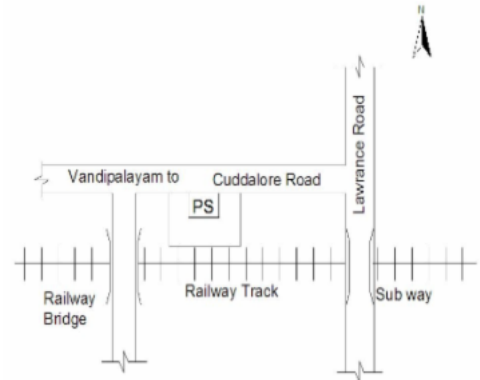 N
Lawrance Road
Vandipalayam to
Cuddalore Road
PS
Railway
Bridge
Railway Track
Sub way